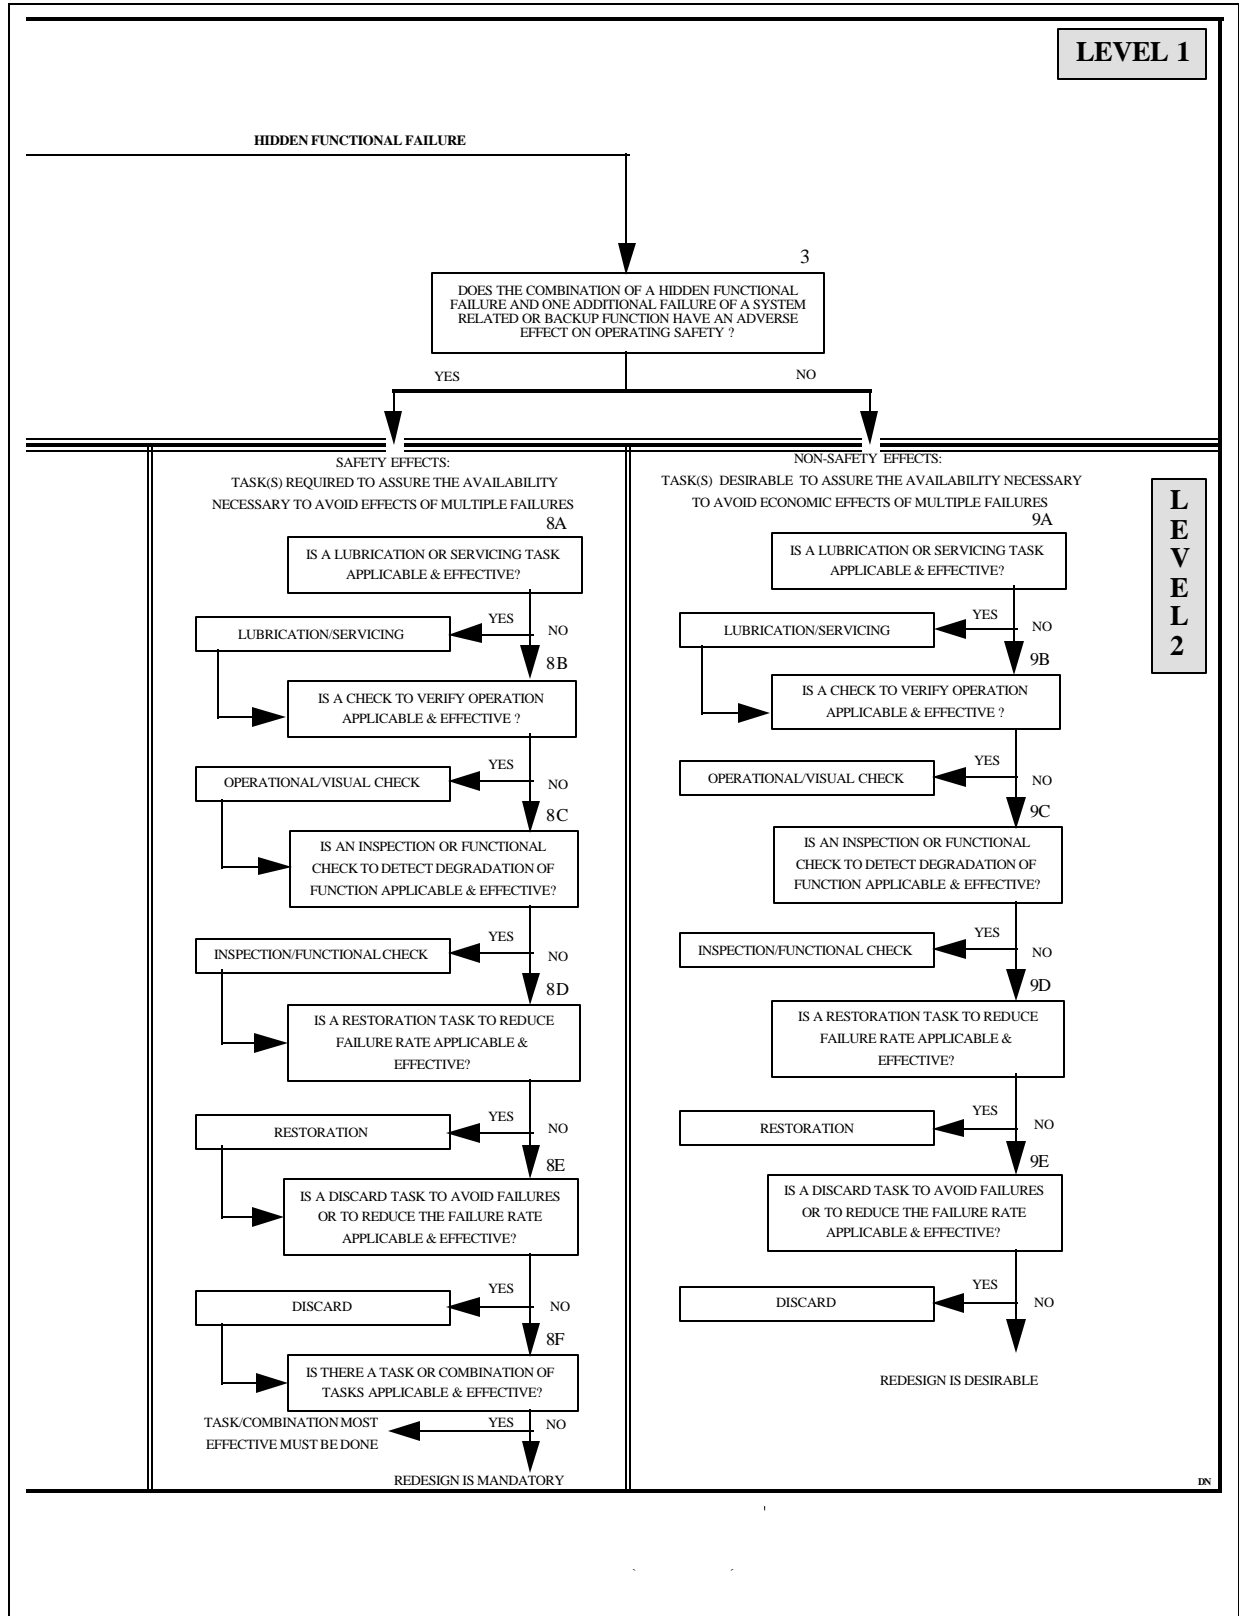 LEVEL 1
HIDDEN FUNCTIONAL FAILURE
3
DOES THE COMBINATION OF A HIDDEN FUNCTIONAL
FAILURE AND ONE ADDITIONAL FAILURE OF A SYSTEM
RELATED OR BACKUP FUNCTION HAVE AN ADVERSE
EFFECT ON OPERATING SAFETY ?
YES
NO
SAFETY EFFECTS:
TASK(S) REQUIRED TO ASSURE THE AVAILABILITY
NECESSARY TO AVOID EFFECTS OF MULTIPLE FAILURES
8A
IS A LUBRICATION OR SERVICING TASK
APPLICABLE & EFFECTIVE?
YES
LUBRICATION/SERVICING
NO
8B
IS A CHECK TO VERIFY OPERATION
APPLICABLE & EFFECTIVE ?
YES
OPERATIONAL/VISUAL CHECK
NO
8C
IS AN INSPECTION OR FUNCTIONAL
CHECK TO DETECT DEGRADATION OF
FUNCTION APPLICABLE & EFFECTIVE?
YES
INSPECTION/FUNCTIONAL CHECK
NO
8D
IS A RESTORATION TASK TO REDUCE
FAILURE RATE APPLICABLE &
EFFECTIVE?
YES
RESTORATION
NO
8E
IS A DISCARD TASK TO AVOID FAILURES
OR TO REDUCE THE FAILURE RATE
APPLICABLE & EFFECTIVE?
YES
DISCARD
NO
8F
IS THERE A TASK OR COMBINATION OF
TASKS APPLICABLE & EFFECTIVE?
TASK/COMBINATION MOST
EFFECTIVE MUST BE DONE
YES
NO
REDESIGN IS MANDATORY
NON-SAFETY EFFECTS:
TASK(S) DESIRABLE TO ASSURE THE AVAILABILITY NECESSARY
TO AVOID ECONOMIC EFFECTS OF MULTIPLE FAILURES
9A
IS A LUBRICATION OR SERVICING TASK
APPLICABLE & EFFECTIVE?
YES
LUBRICATION/SERVICING
NO
9B
IS A CHECK TO VERIFY OPERATION
APPLICABLE & EFFECTIVE ?
YES
OPERATIONAL/VISUAL CHECK
NO
9C
IS AN INSPECTION OR FUNCTIONAL
CHECK TO DETECT DEGRADATION OF
FUNCTION APPLICABLE & EFFECTIVE?
YES
INSPECTION/FUNCTIONAL CHECK
NO
9D
IS A RESTORATION TASK TO REDUCE
FAILURE RATE APPLICABLE &
EFFECTIVE?
YES
RESTORATION
NO
9E
IS A DISCARD TASK TO AVOID FAILURES
OR TO REDUCE THE FAILURE RATE
APPLICABLE & EFFECTIVE?
YES
DISCARD
NO
REDESIGN IS DESIRABLE
L
E
V
E
L
2
DN